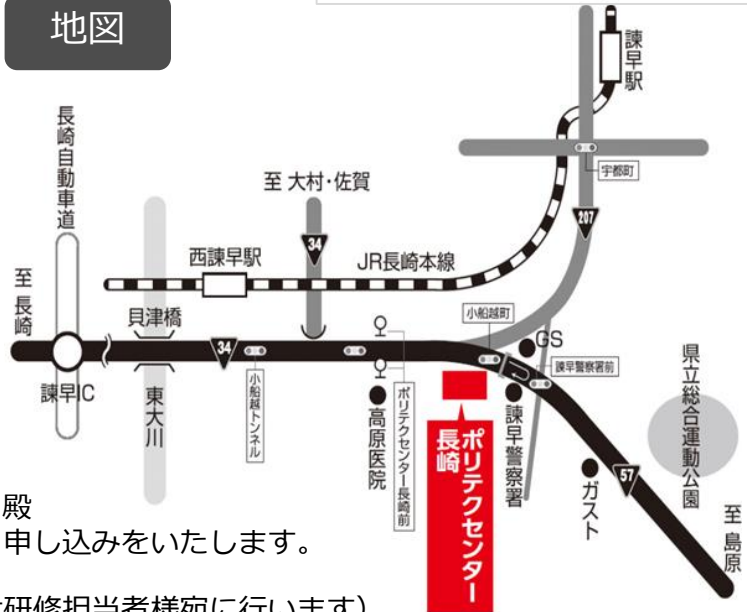 地図
諫早駅
長崎自動車道
宇都町
至 大村・佐賀
207
34
西諫早駅
JR長崎本線
至 長崎
貝津橋
小船越町
GS
34
諫早警察署前
県立総合運動公園
諫早IC
東大川
小船越トンネル
高原医院
ポリテクセンター長崎前
ポリテクセンター
長崎
諫早警察署
ガスト
57
至 島原
殿
申し込みをいたします。
研修担当者様宛に行います）